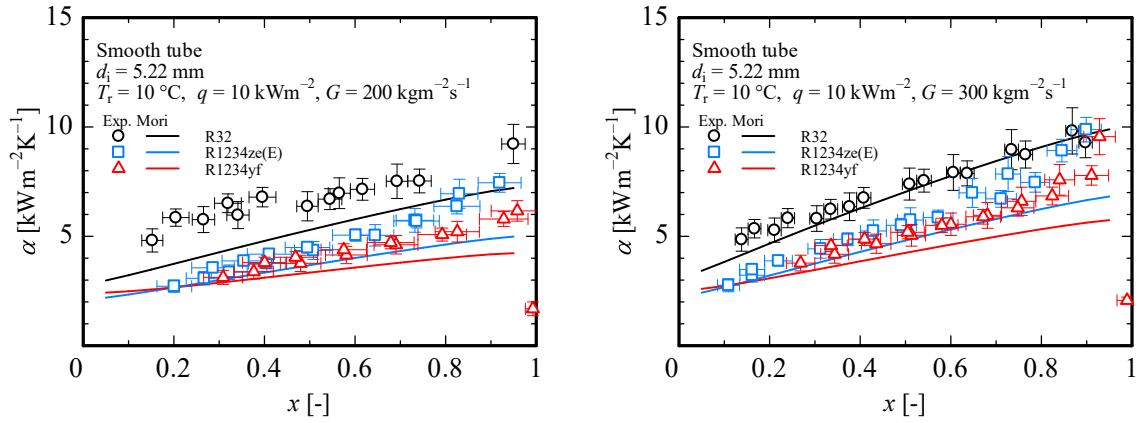 15
10
5
α [kWm⁻²K⁻¹]
Smooth tube
dᵢ = 5.22 mm
Tᵣ = 10 °C, q = 10 kWm⁻², G = 200 kgm⁻²s⁻¹
Exp. Mori
R32
R1234ze(E)
R1234yf
0 0.2 0.4 0.6 0.8 1
x [-]
15
10
5
α [kWm⁻²K⁻¹]
Smooth tube
dᵢ = 5.22 mm
Tᵣ = 10 °C, q = 10 kWm⁻², G = 300 kgm⁻²s⁻¹
Exp. Mori
R32
R1234ze(E)
R1234yf
0 0.2 0.4 0.6 0.8 1
x [-]